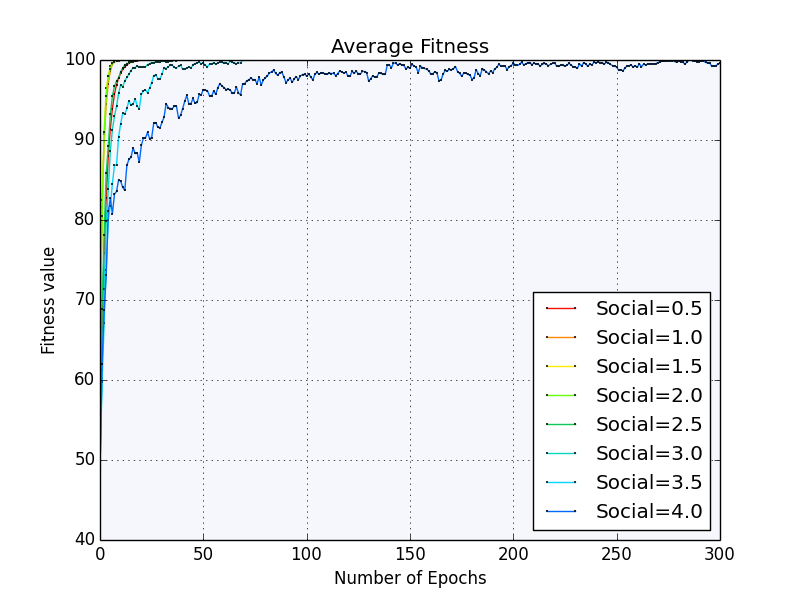 Average Fitness
100
90
80
70
60
50
40
Fitness value
0
50
100
150
200
250
300
Number of Epochs
Social=0.5
Social=1.0
Social=1.5
Social=2.0
Social=2.5
Social=3.0
Social=3.5
Social=4.0